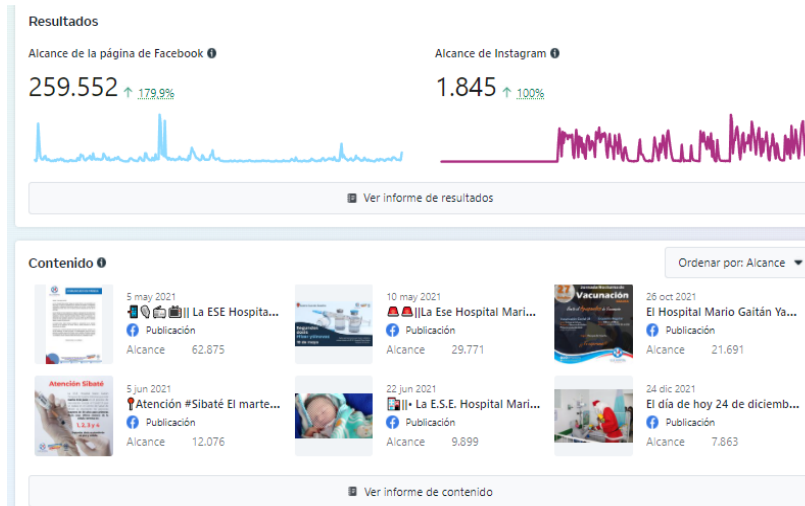 Resultados
Alcance de la página de Facebook
259.552 ↑ 179,9%
Alcance de Instagram
1.845 ↑ 100%
Ver informe de resultados
Contenido
Ordenar por: Alcance
5 may 2021
|| La ESE Hospita...
Publicación
Alcance 62.875
10 may 2021
||La Ese Hospital Mari...
Publicación
Alcance 29.771
27
Vacunación
26 oct 2021
El Hospital Mario Gaitán Ya...
Publicación
Alcance 21.691
Atención Sibaté
1,2,3 y 4
5 jun 2021
Atención #Sibaté El marte...
Publicación
Alcance 12.076
22 jun 2021
||• La E.S.E. Hospital Mari...
Publicación
Alcance 9.899
24 dic 2021
El día de hoy 24 de diciemb...
Publicación
Alcance 7.863
Ver informe de contenido